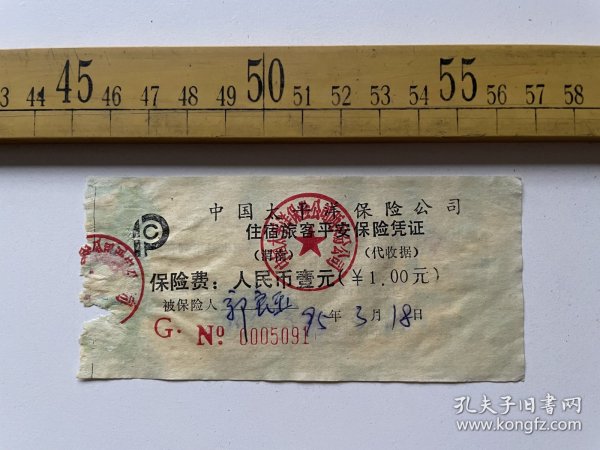 3 44 45 46 47 48 49 50 51 52 53 54 55 56 57 58
中国太平洋保险公司
住宿旅客平安保险凭证
(代收据)
保险费：人民币壹元(￥1.00元)
被保险人 95年3月18日
G. № 0005091
孔夫子旧书网
www.kongfz.com